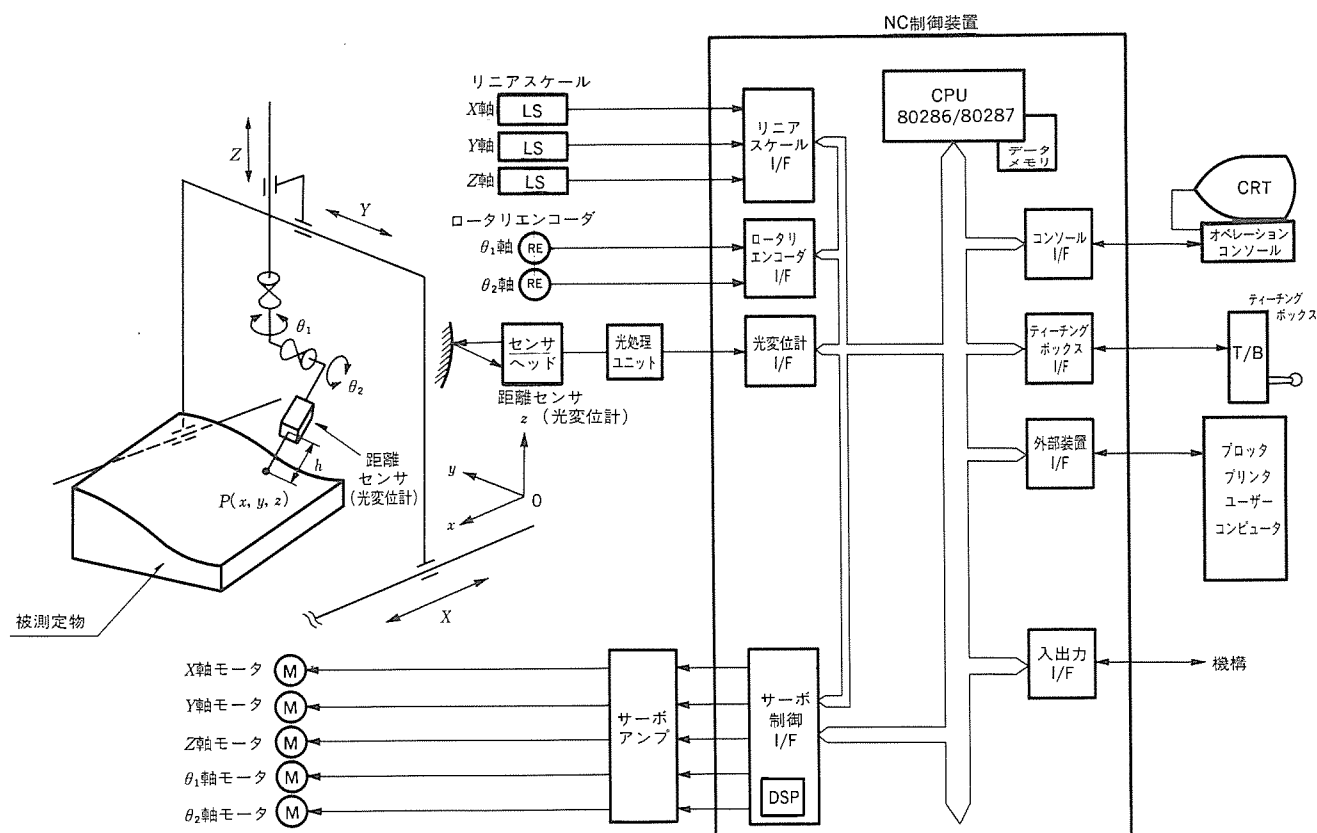 NC制御装置
リニアスケール
X軸 LS
Y軸 LS
Z軸 LS
リニア
スケール
I/F
CPU
80286/80287
データ
メモリ
ロータリエンコーダ
θ1軸 RE
θ2軸 RE
ロータリ
エンコーダ
I/F
コンソール
I/F
CRT
オペレーション
コンソール
センサ
ヘッド
光処理
ユニット
光変位計
I/F
距離センサ
(光変位計)
ティーチング
ボックス
I/F
ティーチング
ボックス
T/B
外部装置
I/F
プロッタ
プリンタ
ユーザー
コンピュータ
入出力
I/F
機構
Z
Y
θ1
θ2
h
距離
センサ
(光変位計)
P(x, y, z)
z
y
x
O
X
被測定物
X軸モータ M
Y軸モータ M
Z軸モータ M
θ1軸モータ M
θ2軸モータ M
サーボ
アンプ
サーボ
制御
I/F
DSP